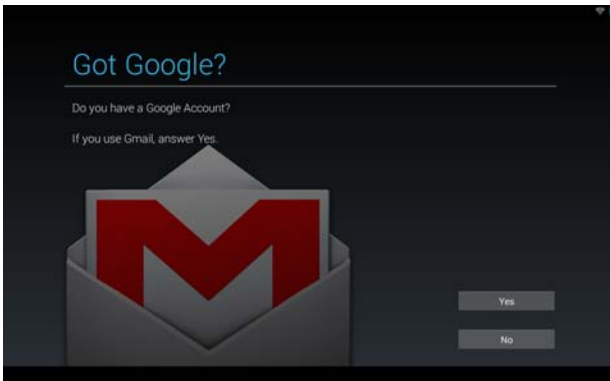 Got Google?
Do you have a Google Account?
If you use Gmail, answer Yes.
Yes
No